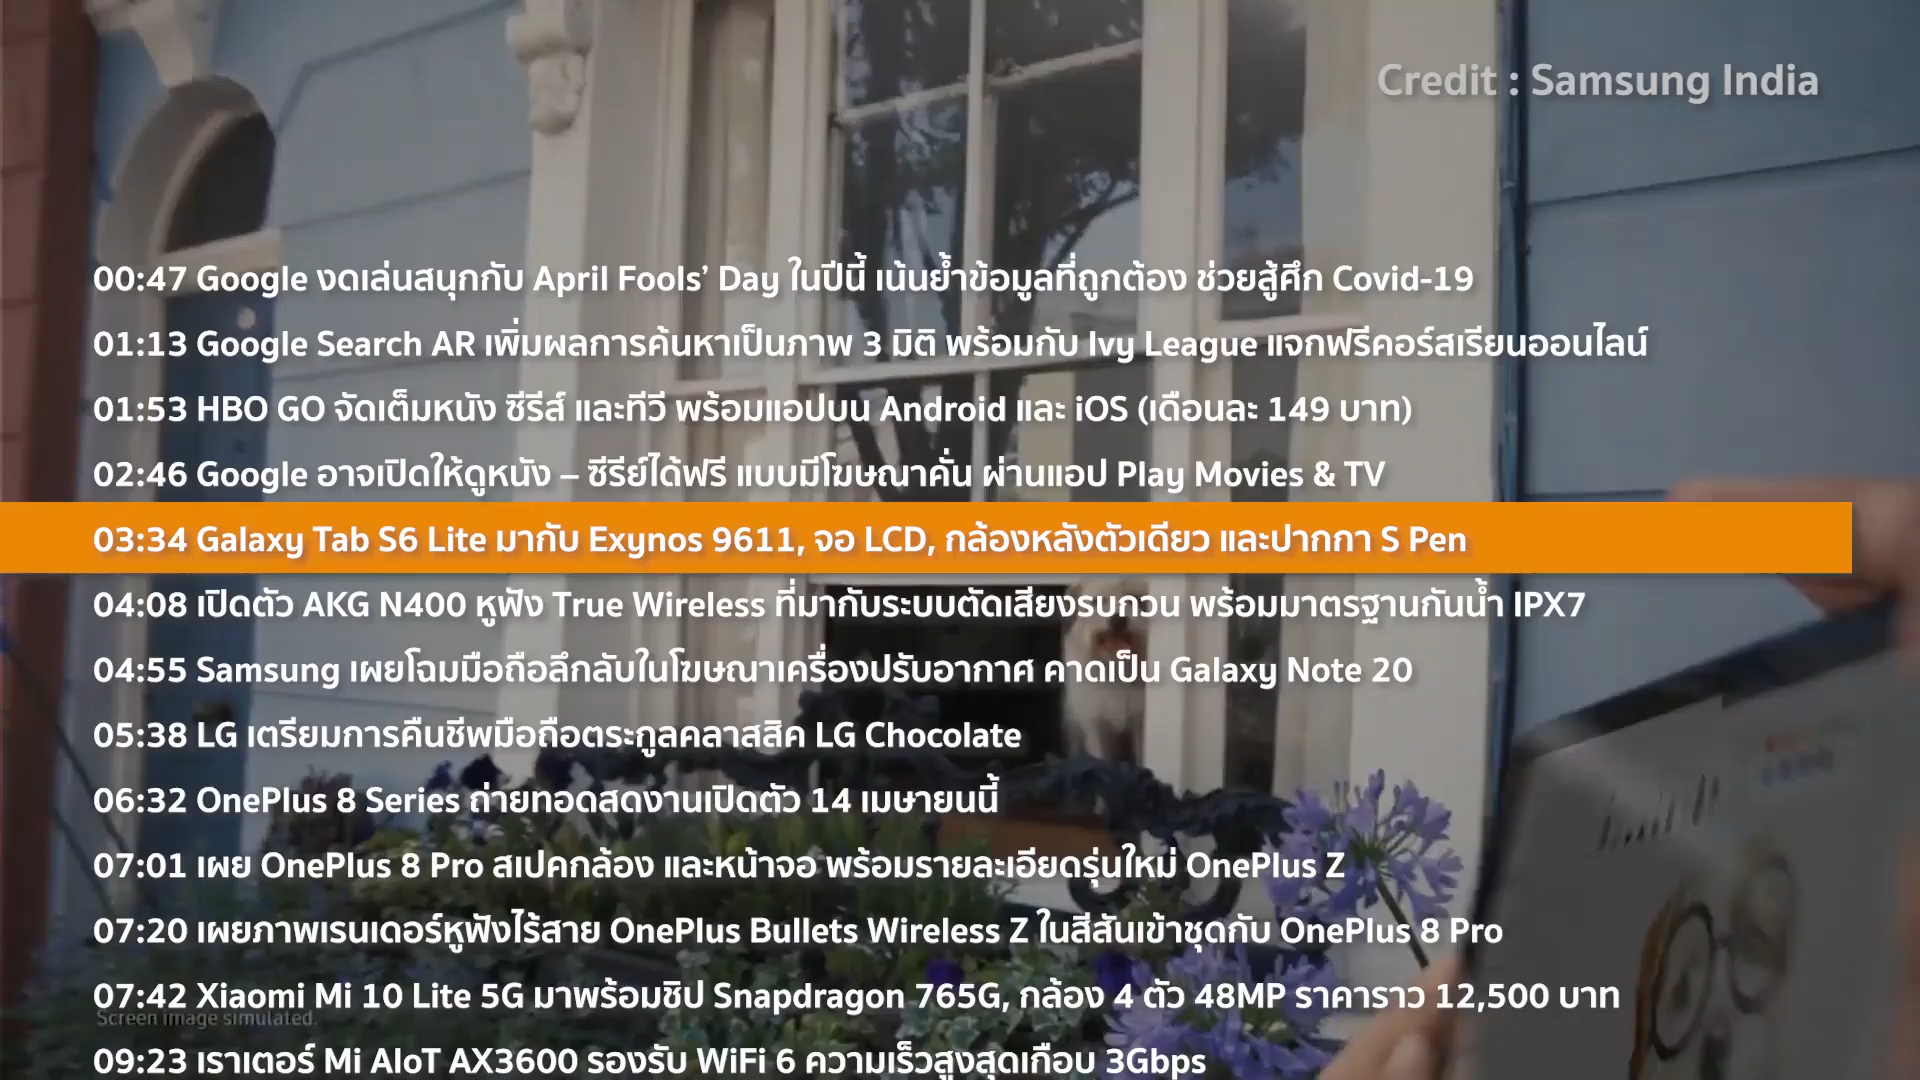 Credit : Samsung India
00:47 Google งดเล่นสนุกกับ April Fools’ Day ในปีนี้ เน้นย้ำข้อมูลที่ถูกต้อง ช่วยสู้ศึก Covid-19
01:13 Google Search AR เพิ่มผลการค้นหาเป็นภาพ 3 มิติ พร้อมกับ Ivy League แจกฟรีคอร์สเรียนออนไลน์
01:53 HBO GO จัดเต็มหนัง ซีรีส์ และทีวี พร้อมแอปบน Android และ iOS (เดือนละ 149 บาท)
02:46 Google อาจเปิดให้ดูหนัง – ซีรีย์ได้ฟรี แบบมีโฆษณาคั่น ผ่านแอป Play Movies & TV
03:34 Galaxy Tab S6 Lite มากับ Exynos 9611, จอ LCD, กล้องหลังตัวเดียว และปากกา S Pen
04:08 เปิดตัว AKG N400 หูฟัง True Wireless ที่มากับระบบตัดเสียงรบกวน พร้อมมาตรฐานกันน้ำ IPX7
04:55 Samsung เผยโฉมมือถือลึกลับในโฆษณาเครื่องปรับอากาศ คาดเป็น Galaxy Note 20
05:38 LG เตรียมการคืนชีพมือถือตระกูลคลาสสิค LG Chocolate
06:32 OnePlus 8 Series ถ่ายทอดสดงานเปิดตัว 14 เมษายนนี้
07:01 เผย OnePlus 8 Pro สเปคกล้อง และหน้าจอ พร้อมรายละเอียดรุ่นใหม่ OnePlus Z
07:20 เผยภาพเรนเดอร์หูฟังไร้สาย OnePlus Bullets Wireless Z ในสีสันเข้าชุดกับ OnePlus 8 Pro
07:42 Xiaomi Mi 10 Lite 5G มาพร้อมชิป Snapdragon 765G, กล้อง 4 ตัว 48MP ราคาราว 12,500 บาท
Screen image simulated.
09:23 เราเตอร์ Mi AIoT AX3600 รองรับ WiFi 6 ความเร็วสูงสุดเกือบ 3Gbps